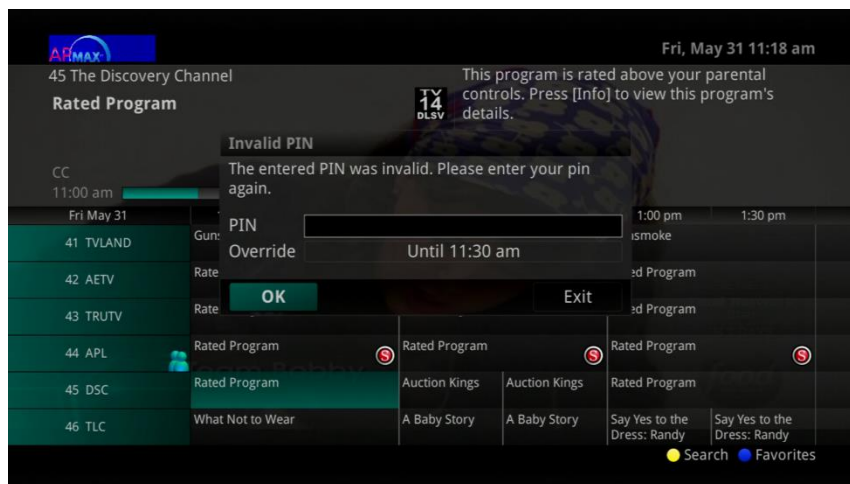 APMAX
Fri, May 31 11:18 am
45 The Discovery Channel
Rated Program
TV
14
DLSV
This program is rated above your parental
controls. Press [Info] to view this program's
details.
Invalid PIN
The entered PIN was invalid. Please enter your pin
again.
CC
11:00 am
PIN
Override
Until 11:30 am
OK
Exit
Fri May 31
1:00 pm
1:30 pm
41 TVLAND
42 AETV
Rated Program
43 TRUTV
44 APL
Rated Program
S
Rated Program
S
Rated Program
S
45 DSC
Rated Program
Auction Kings
Auction Kings
Rated Program
46 TLC
What Not to Wear
A Baby Story
A Baby Story
Say Yes to the
Dress: Randy
Say Yes to the
Dress: Randy
Search
Favorites